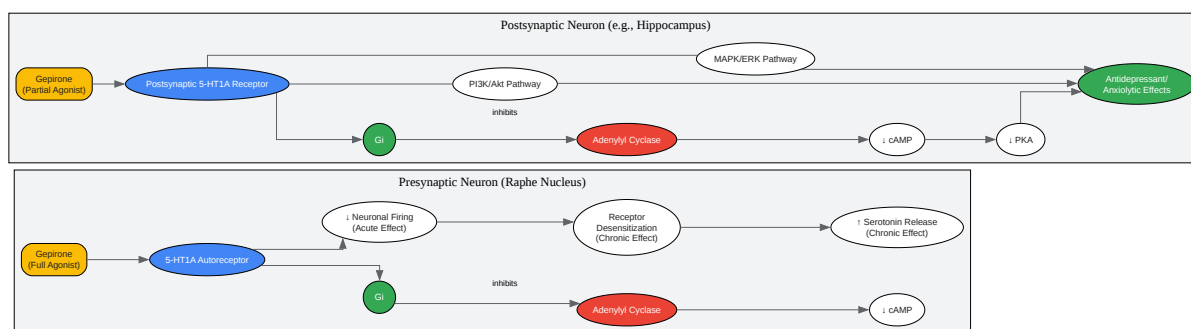 Postsynaptic Neuron (e.g., Hippocampus)
MAPK/ERK Pathway
Gepirone
(Partial Agonist)
Postsynaptic 5-HT1A Receptor
PI3K/Akt Pathway
Antidepressant/
Anxiolytic Effects
inhibits
Gi
Adenylyl Cyclase
↓ cAMP
↓ PKA
Presynaptic Neuron (Raphe Nucleus)
↓ Neuronal Firing
(Acute Effect)
Receptor
Desensitization
(Chronic Effect)
↑ Serotonin Release
(Chronic Effect)
Gepirone
(Full Agonist)
5-HT1A Autoreceptor
inhibits
Gi
Adenylyl Cyclase
↓ cAMP